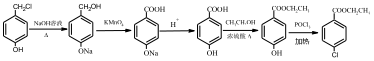 CH₂Cl
NaOH溶液
Δ
OH
CH₂OH
ONa
KMnO₄
COOH
ONa
H⁺
COOH
OH
CH₃CH₂OH
浓硫酸 Δ
COOCH₂CH₃
OH
POCl₃
加热
COOCH₂CH₃
Cl